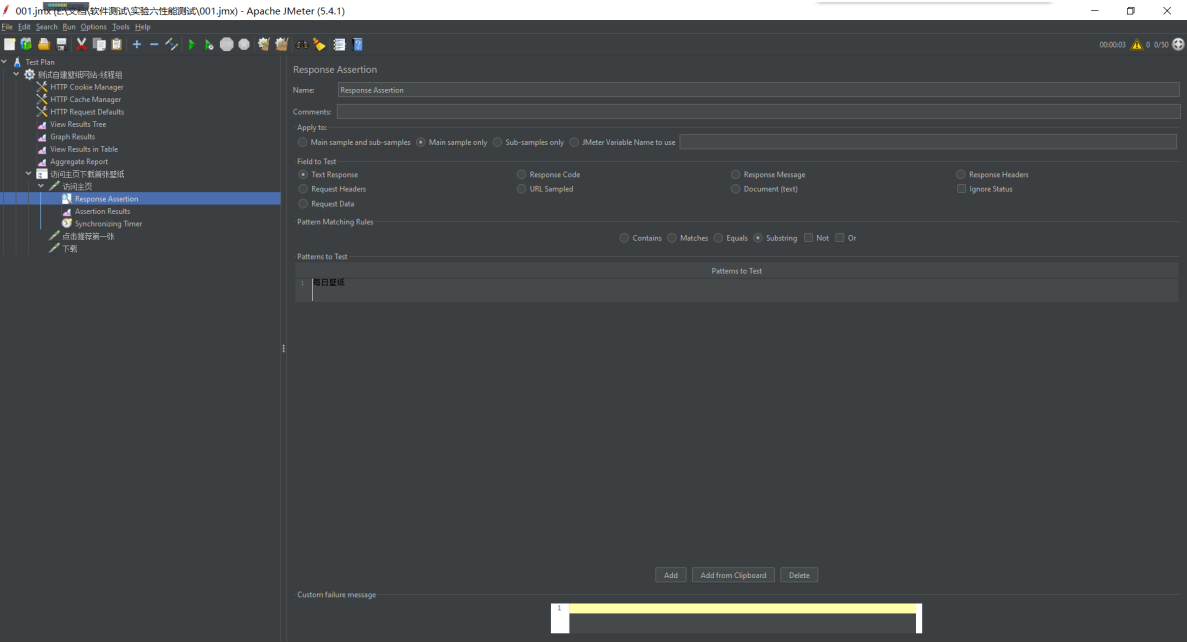 001.jmx (E:\文档\软件测试\实验六性能测试\001.jmx) - Apache JMeter (5.4.1)
File Edit Search Run Options Tools Help
00:00:03 0 0/50
Test Plan
测试自建壁纸网站-线程组
HTTP Cookie Manager
HTTP Cache Manager
HTTP Request Defaults
View Results Tree
Graph Results
View Results in Table
Aggregate Report
访问主页下载首张壁纸
访问主页
Response Assertion
Assertion Results
Synchronizing Timer
点击推荐第一张
下载
Response Assertion
Name: Response Assertion
Comments:
Apply to:
Main sample and sub-samples Main sample only Sub-samples only JMeter Variable Name to use
Field to Test
Text Response Response Code Response Message Response Headers
Request Headers URL Sampled Document (text) Ignore Status
Request Data
Pattern Matching Rules
Contains Matches Equals Substring Not Or
Patterns to Test
Patterns to Test
1 每日壁纸
Add Add from Clipboard Delete
Custom failure message
1